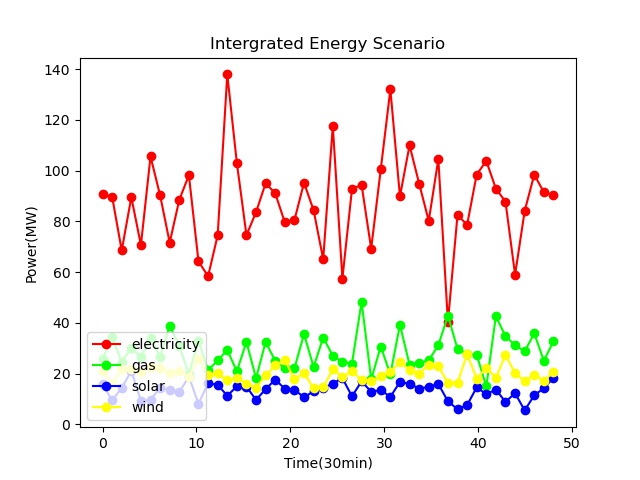 Intergrated Energy Scenario
Power(MW)
140
120
100
80
60
40
20
0
electricity
gas
solar
wind
0 10 20 30 40 50
Time(30min)